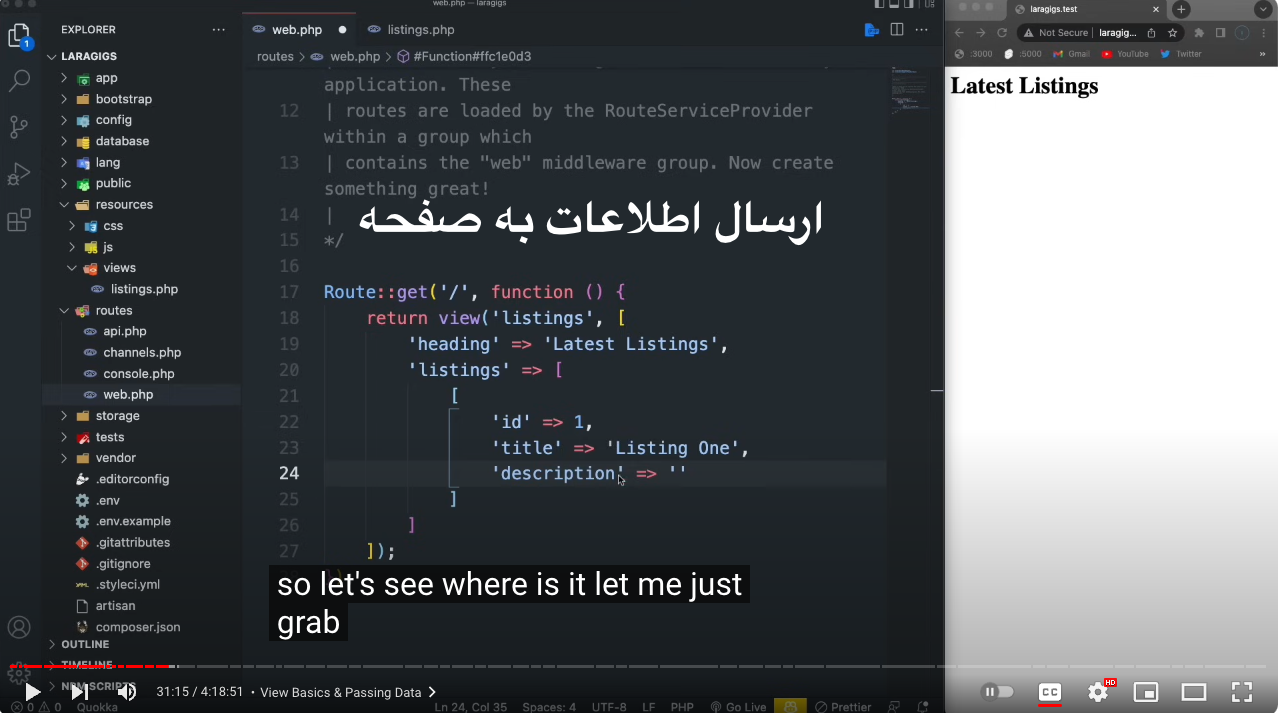 web.php — laragigs
EXPLORER
LARAGIGS
app
bootstrap
config
database
lang
public
resources
css
js
views
listings.php
routes
api.php
channels.php
console.php
web.php
storage
tests
vendor
.editorconfig
.env
.env.example
.gitattributes
.gitignore
.styleci.yml
artisan
composer.json
OUTLINE
TIMELINE
NPM SCRIPTS
1
web.php
listings.php
routes > web.php > #Function#ffc1e0d3
application. These
12 | routes are loaded by the RouteServiceProvider
within a group which
13 | contains the "web" middleware group. Now create
something great!
14 |
ارسال اطلاعات به صفحه
15 */
16
17 Route::get('/', function () {
18 return view('listings', [
19 'heading' => 'Latest Listings',
20 'listings' => [
21 [
22 'id' => 1,
23 'title' => 'Listing One',
24 'description' => ''
25 ]
26 ]
27 ]);
so let's see where is it let me just
grab
laragigs.test
Not Secure | laragig...
:3000 :5000 Gmail YouTube Twitter »
Latest Listings
31:15 / 4:18:51 • View Basics & Passing Data
CC HD
0 0 Quokka Ln 24, Col 35 Spaces: 4 UTF-8 LF PHP Go Live Prettier